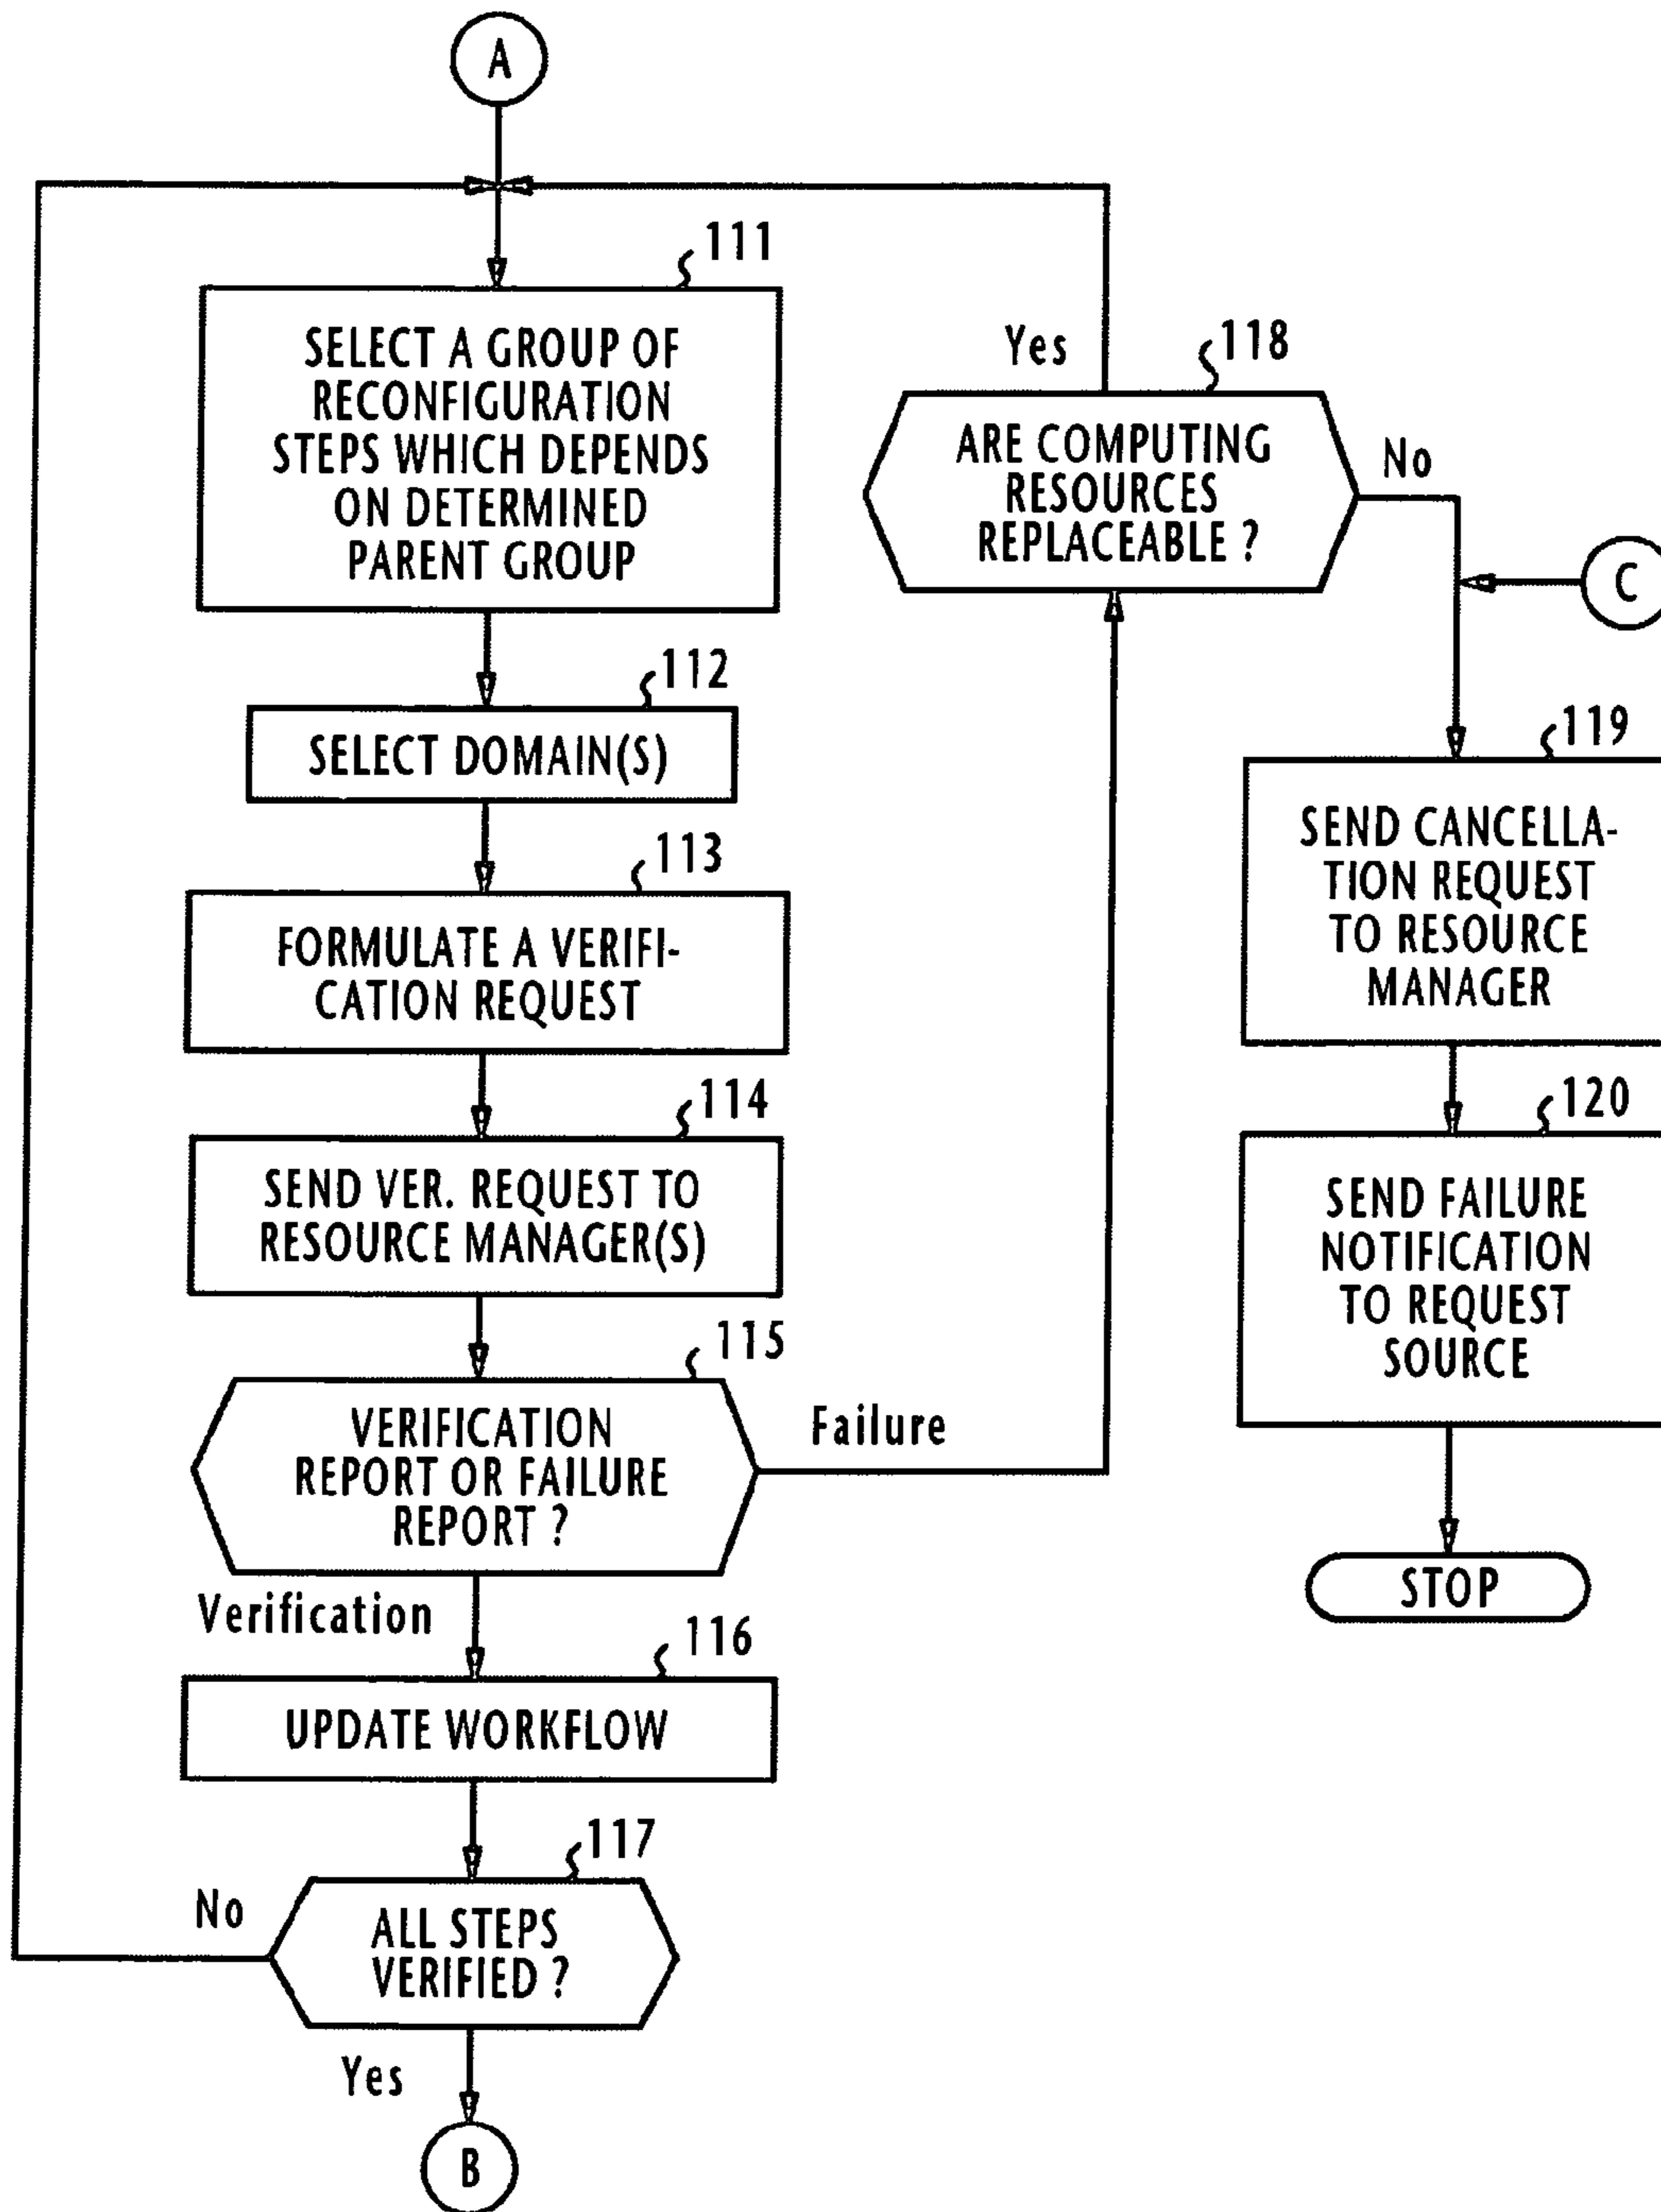 A
111
SELECT A GROUP OF
RECONFIGURATION
STEPS WHICH DEPENDS
ON DETERMINED
PARENT GROUP
112
SELECT DOMAIN(S)
113
FORMULATE A VERIFI-
CATION REQUEST
114
SEND VER. REQUEST TO
RESOURCE MANAGER(S)
115
VERIFICATION
REPORT OR FAILURE
REPORT ?
Failure
Verification
116
UPDATE WORKFLOW
117
ALL STEPS
VERIFIED ?
No
Yes
B
118
Yes
ARE COMPUTING
RESOURCES
REPLACEABLE ?
No
C
119
SEND CANCELLA-
TION REQUEST
TO RESOURCE
MANAGER
120
SEND FAILURE
NOTIFICATION
TO REQUEST
SOURCE
STOP